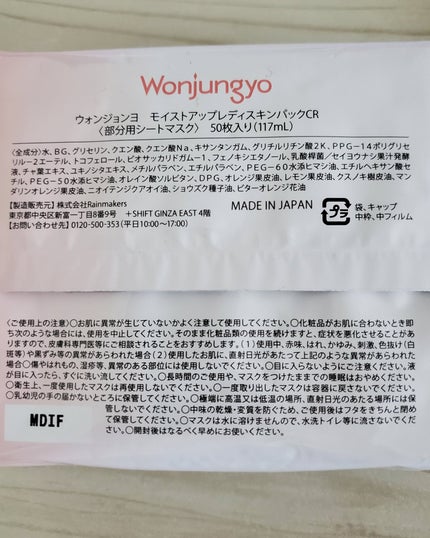 Wonjungyo
ウォンジョンヨ モイストアップレディスキンパックCR
〈部分用シートマスク〉 50枚入り(117mL)
〈全成分〉水、BG、グリセリン、クエン酸、クエン酸Na、キサンタンガム、グリチルリチン酸2K、PPG-14ポリグリセ
リル-2エーテル、トコフェロール、ビオサッカリドガム-1、フェノキシエタノール、乳酸桿菌/セイヨウナシ果汁発酵
液、チャ葉エキス、ユキノシタエキス、メチルパラベン、エチルパラベン、PEG-60水添ヒマシ油、エチルヘキサン酸セ
チル、PEG-50水添ヒマシ油、オレイン酸ソルビタン、DPG、オレンジ果皮油、レモン果皮油、クスノキ樹皮油、マン
ダリンオレンジ果皮油、ニオイテンジクアオイ油、ショウズク種子油、ビターオレンジ花油
【製造販売元】株式会社Rainmakers
東京都中央区新富一丁目8番9号 +SHIFT GINZA EAST 4階
【お問い合わせ先】0120-500-353(平日10:00〜17:00)
MADE IN JAPAN
プラ
袋、キャップ
中枠、中フィルム
〈ご使用上の注意〉○お肌に異常が生じていないかよく注意して使用してください。○化粧品がお肌に合わないとき即
ち次のような場合には、使用を中止してください。そのまま化粧品類の使用を続けますと、症状を悪化させることがあ
りますので、皮膚科専門医等にご相談されることをおすすめします。(1)使用中、赤味、はれ、かゆみ、刺激、色抜け(白
斑等)や黒ずみ等の異常があらわれた場合(2)使用したお肌に、直射日光があたって上記のような異常があらわれた
場合○傷やはれもの、湿疹等、異常のある部位には使用しないでください。○目に入らないようにご注意ください。液
が目に入ったら、すぐに洗い流してください。○長時間のご使用や、マスクをつけたままでの睡眠はおやめください。
○衛生上、一度使用したマスクは再使用しないでください。○一度取り出したマスクは容器に戻さないでください。
○乳幼児の手の届かないところに保管してください。○極端に高温又は低温の場所、直射日光のあたる場所には保
管しないでください。○中味の乾燥・変質を防ぐため、ご使用後はフタをきちんと閉め
て保管してください。○マスクは水に溶けませんので、水洗トイレ等に流さないでくだ
さい。○開封後はなるべく早めにお使いください。
MDIF